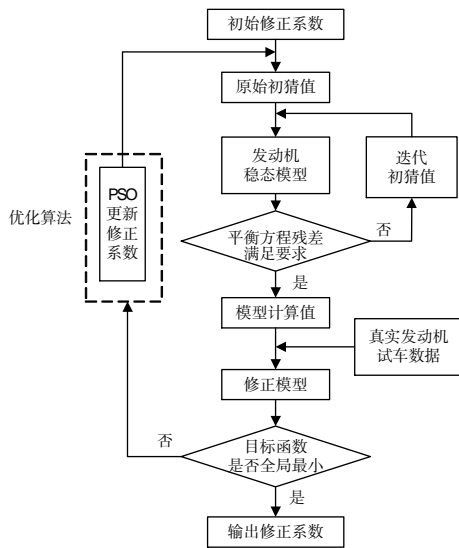 初始修正系数
原始初猜值
发动机
稳态模型
迭代
初猜值
优化算法
PSO
更新
修正
系数
平衡方程残差
满足要求
否
是
模型计算值
真实发动机
试车数据
修正模型
否
目标函数
是否全局最小
是
输出修正系数